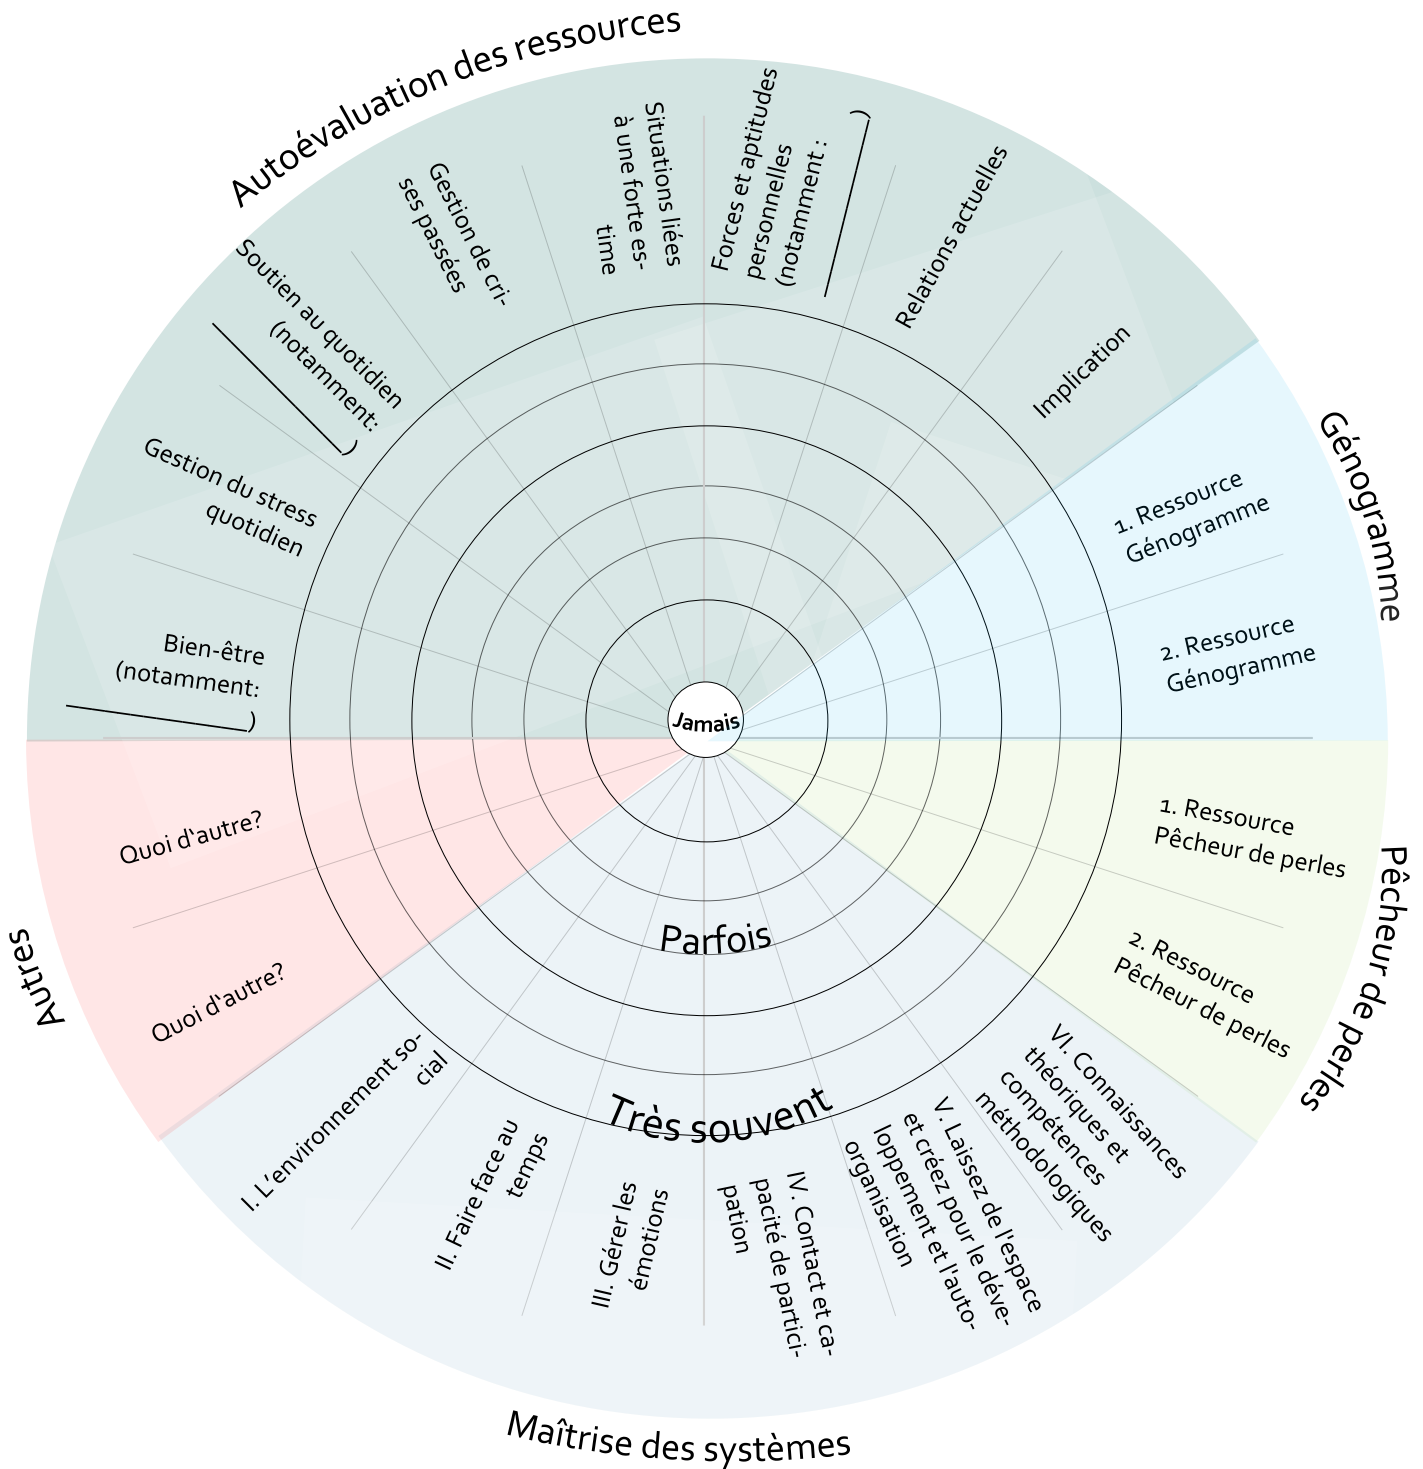 Autoévaluation des ressources
Bien-être
(notamment:
)
Gestion du stress
quotidien
Soutien au quotidien
(notamment:
)
Gestion de cri-
ses passées
Situations liées
à une forte es-
time
Forces et aptitudes
personnelles
(notamment :
)
Relations actuelles
Implication
Génogramme
1. Ressource
Génogramme
2. Ressource
Génogramme
Pêcheur de perles
1. Ressource
Pêcheur de perles
2. Ressource
Pêcheur de perles
Maîtrise des systèmes
VI. Connaissances
théoriques et
compétences
méthodologiques
V. Laissez de l'espace
et créez pour le déve-
loppement et l'auto-
organisation
IV. Contact et ca-
pacité de partici-
pation
III. Gérer les
émotions
II. Faire face au
temps
I. L'environnement so-
cial
Autres
Quoi d'autre?
Quoi d'autre?
Jamais
Parfois
Très souvent